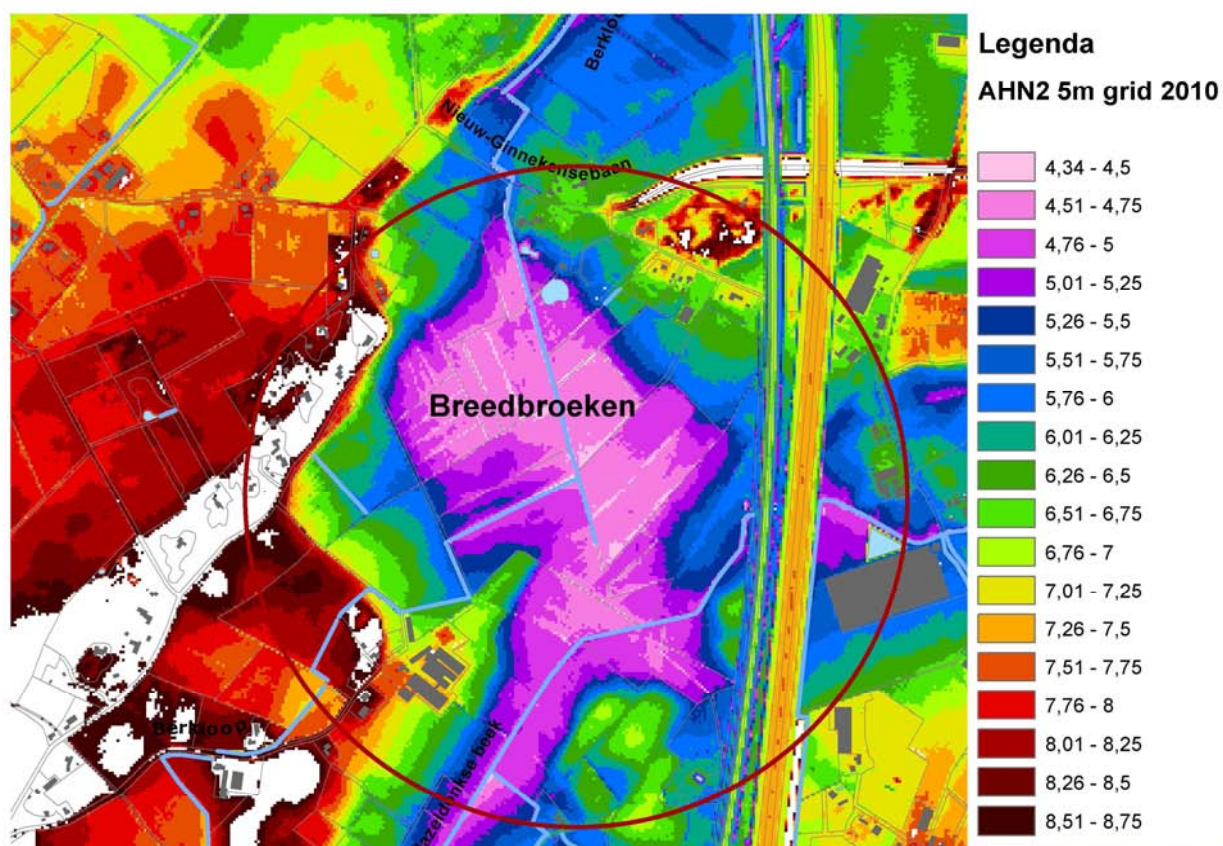 Legenda
AHN2 5m grid 2010
4,34 - 4,5
4,51 - 4,75
4,76 - 5
5,01 - 5,25
5,26 - 5,5
5,51 - 5,75
5,76 - 6
6,01 - 6,25
6,26 - 6,5
6,51 - 6,75
6,76 - 7
7,01 - 7,25
7,26 - 7,5
7,51 - 7,75
7,76 - 8
8,01 - 8,25
8,26 - 8,5
8,51 - 8,75
Nieuw-Ginnekensebaan
Breedbroeken
Berkloop
beek